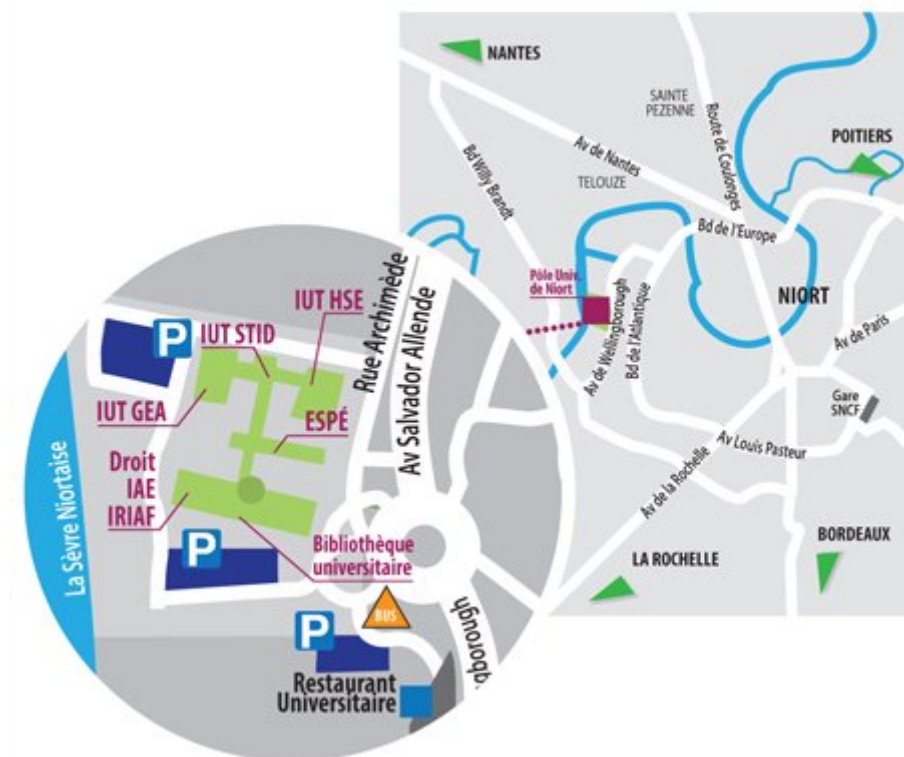 NANTES
SAINTE
PEZENNE
Route de Coulonges
POITIERS
Av de Nantes
Bd Willy Brandt
TELOUZE
Bd de l'Europe
Pôle Univ.
de Niort
NIORT
Av de Wellingborough
Bd de l'Atlantique
Av de Paris
Gare
SNCF
Av Louis Pasteur
Av de la Rochelle
BORDEAUX
LA ROCHELLE
Rue Archimède
Av Salvador Allende
IUT HSE
P
IUT STID
IUT GEA
ESPÉ
Droit
IAE
IRIAF
La Sèvre Niortaise
P
Bibliothèque
universitaire
BUS
P
gborough
Restaurant
Universitaire